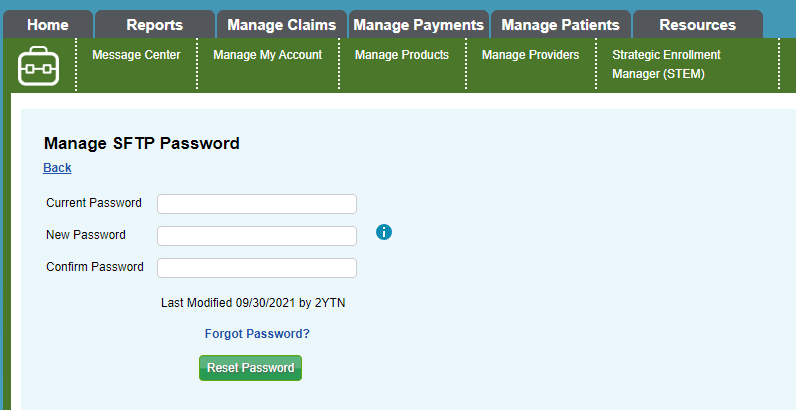 Home
Reports
Manage Claims
Manage Payments
Manage Patients
Resources
Message Center
Manage My Account
Manage Products
Manage Providers
Strategic Enrollment
Manager (STEM)
Manage SFTP Password
Back
Current Password
New Password
i
Confirm Password
Last Modified 09/30/2021 by 2YTN
Forgot Password?
Reset Password